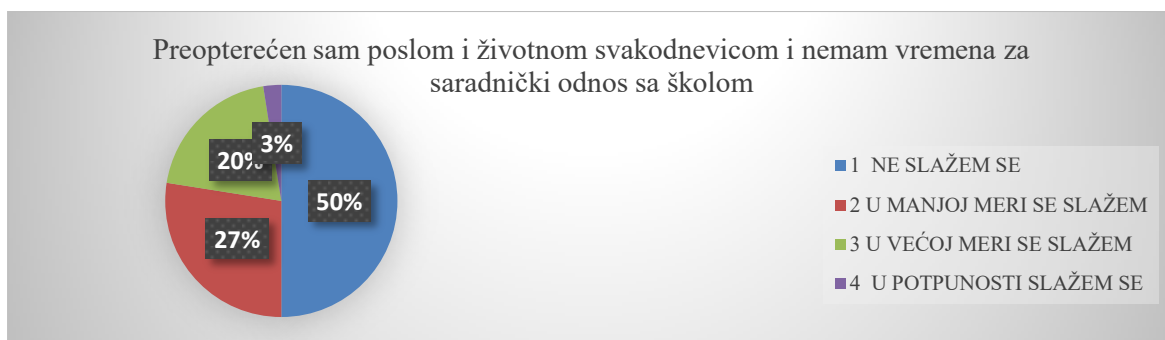 Preopterećen sam poslom i životnom svakodnevicom i nemam vremena za
saradnički odnos sa školom
3%
20%
50%
27%
1 NE SLAŽEM SE
2 U MANJOJ MERI SE SLAŽEM
3 U VEĆOJ MERI SE SLAŽEM
4 U POTPUNOSTI SLAŽEM SE